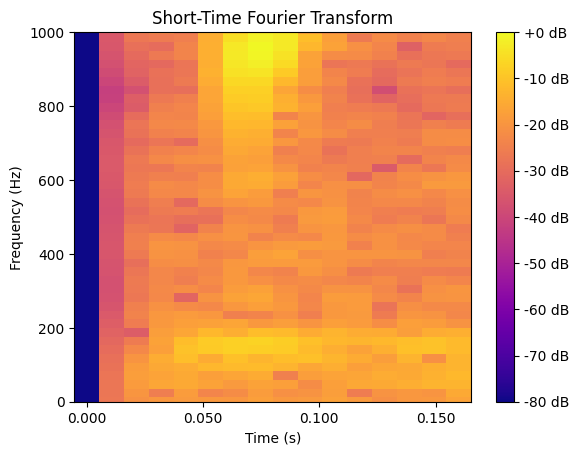 Short-Time Fourier Transform
Frequency (Hz)
1000
800
600
400
200
0
0.000
0.050
0.100
0.150
Time (s)
+0 dB
-10 dB
-20 dB
-30 dB
-40 dB
-50 dB
-60 dB
-70 dB
-80 dB